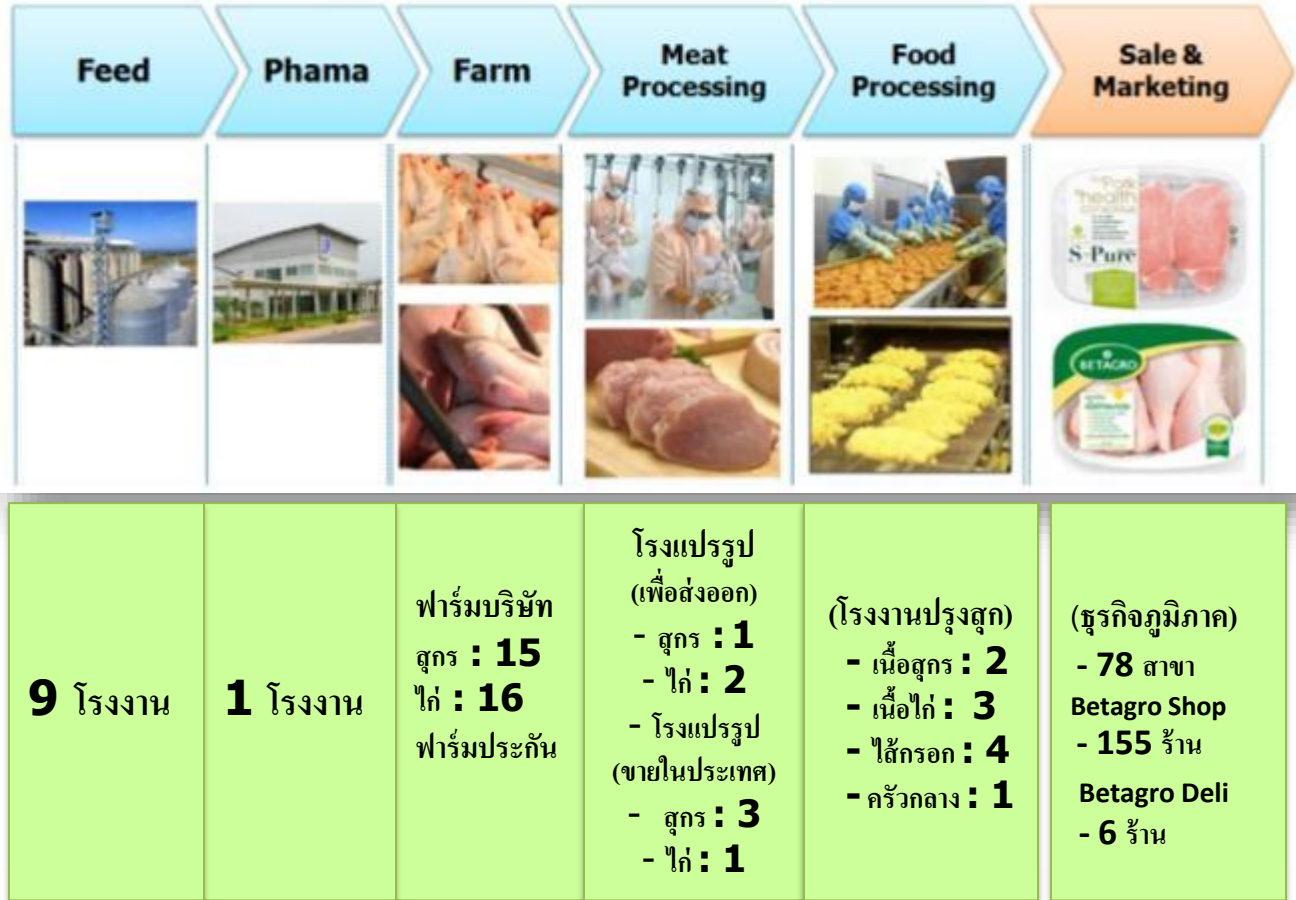 Feed
Phama
Farm
Meat
Processing
Food
Processing
Sale &
Marketing
Pork
health
S-Pure
BETAGRO
9 โรงงาน
1 โรงงาน
ฟาร์มบริษัท
สุกร : 15
ไก่ : 16
ฟาร์มประกัน
โรงแปรรูป
(เพื่อส่งออก)
- สุกร : 1
- ไก่ : 2
- โรงแปรรูป
(ขายในประเทศ)
- สุกร : 3
- ไก่ : 1
(โรงงานปรุงสุก)
- เนื้อสุกร : 2
- เนื้อไก่ : 3
- ไส้กรอก : 4
- ครัวกลาง : 1
(ธุรกิจภูมิภาค)
- 78 สาขา
Betagro Shop
- 155 ร้าน
Betagro Deli
- 6 ร้าน